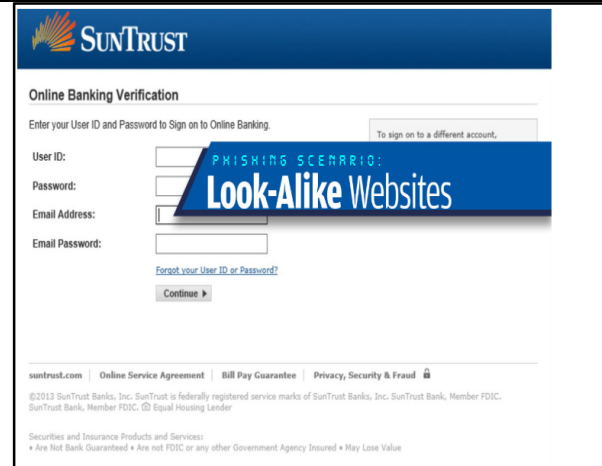 SUNTRUST
Online Banking Verification
Enter your User ID and Password to Sign on to Online Banking.
To sign on to a different account,
User ID:
PHISHING SCENARIO:
Look-Alike Websites
Password:
Email Address:
Email Password:
Forgot your User ID or Password?
Continue
suntrust.com | Online Service Agreement | Bill Pay Guarantee | Privacy, Security & Fraud
©2013 SunTrust Banks, Inc. SunTrust is federally registered service marks of SunTrust Banks, Inc. SunTrust Bank, Member FDIC.
SunTrust Bank, Member FDIC. Equal Housing Lender
Securities and Insurance Products and Services:
• Are Not Bank Guaranteed • Are not FDIC or any other Government Agency Insured • May Lose Value